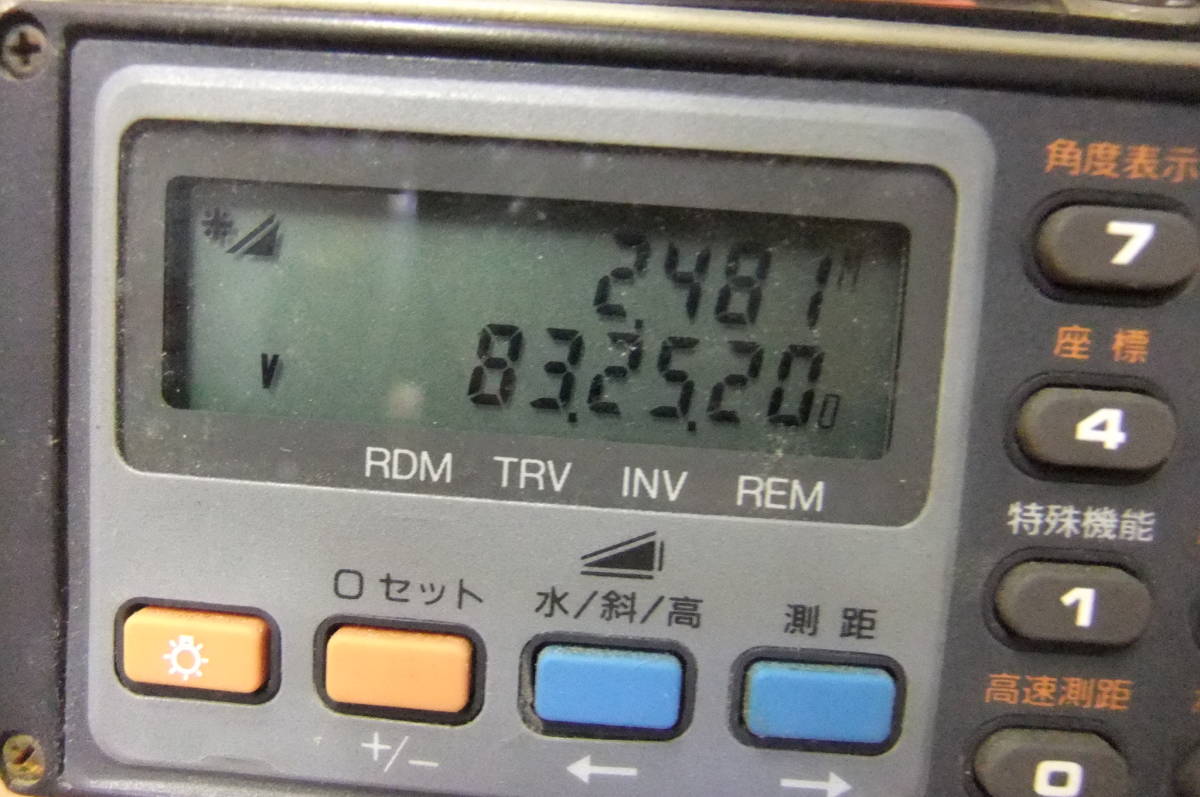 2.481 M
V 83.25.20
RDM TRV INV REM
0 セット
水/斜/高
測距
+/−
← →
角度表示
7
座標
4
特殊機能
1
高速測距
0